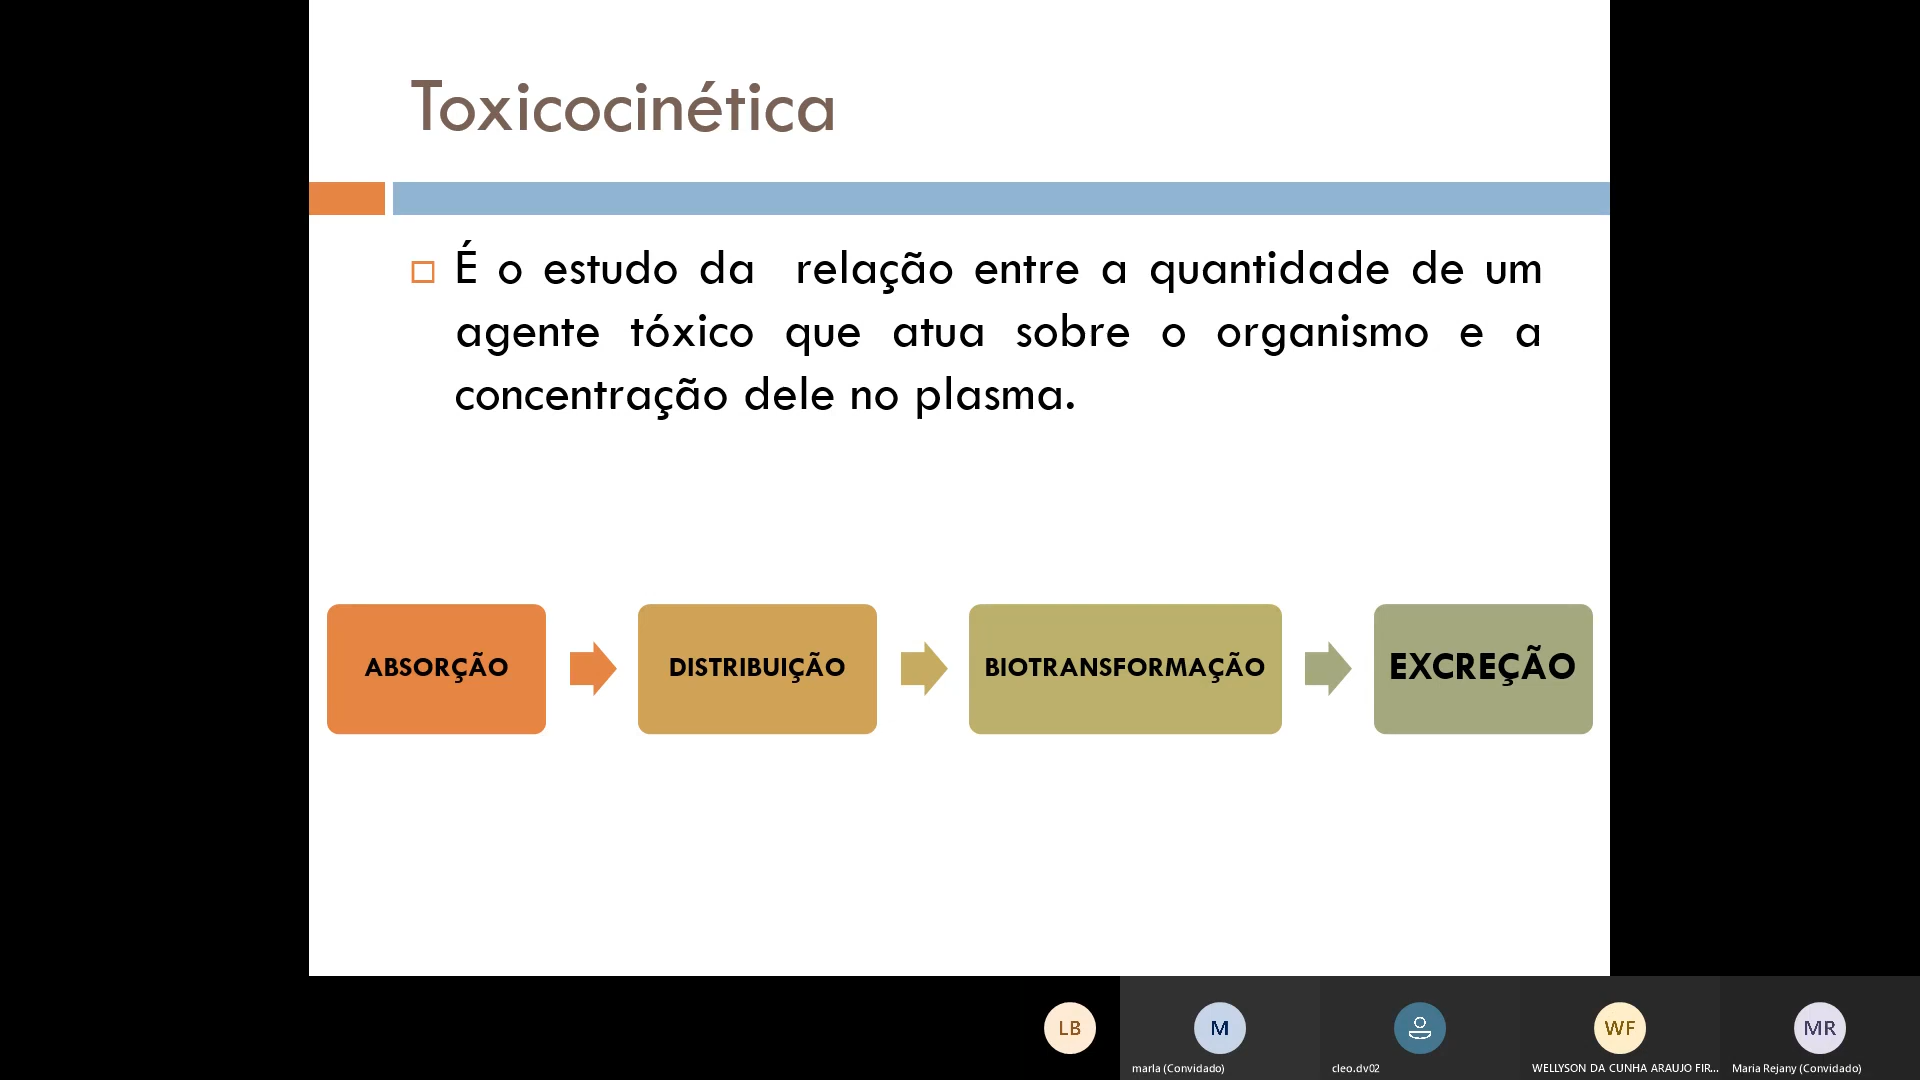 Toxicocinética
É o estudo da relação entre a quantidade de um
agente tóxico que atua sobre o organismo e a
concentração dele no plasma.
ABSORÇÃO
DISTRIBUIÇÃO
BIOTRANSFORMAÇÃO
EXCREÇÃO
LB
M
WF
MR
marla (Convidado)
cleo.dv02
WELLYSON DA CUNHA ARAUJO FIR...
Maria Rejany (Convidado)